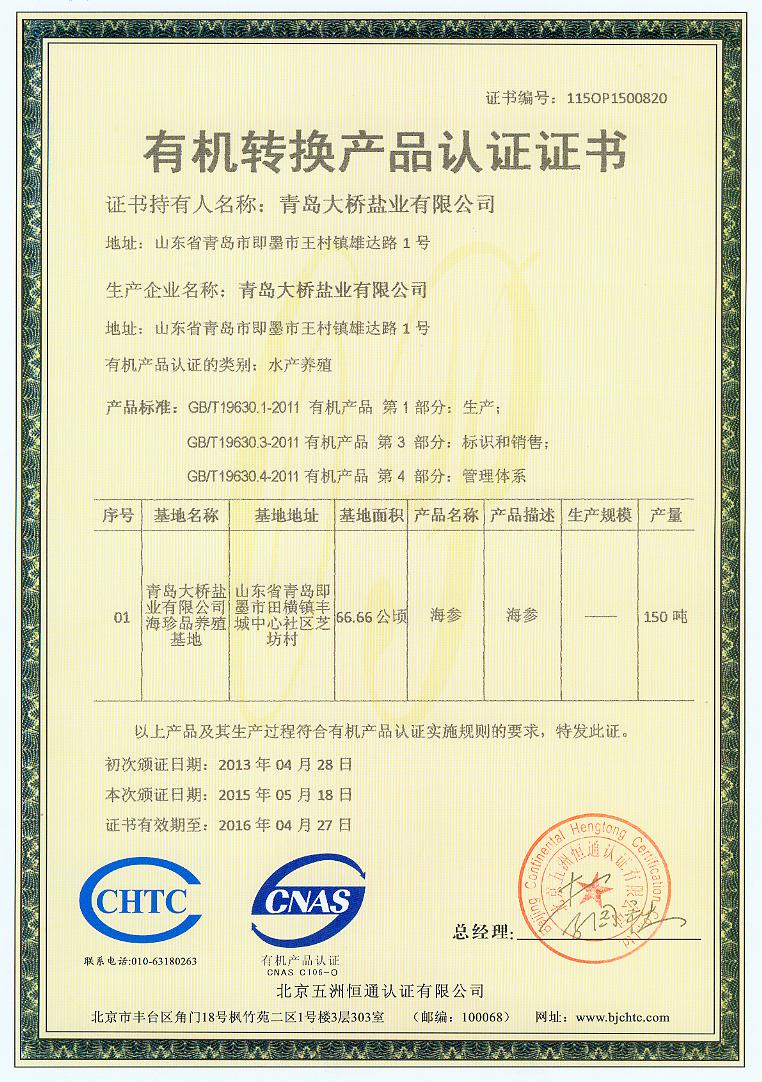 证书编号：115OP1500820
有机转换产品认证证书
证书持有人名称：青岛大桥盐业有限公司
地址：山东省青岛市即墨市王村镇雄达路 1 号
生产企业名称：青岛大桥盐业有限公司
地址：山东省青岛市即墨市王村镇雄达路 1 号
有机产品认证的类别：水产养殖
产品标准：GB/T19630.1-2011 有机产品 第 1 部分：生产；
GB/T19630.3-2011 有机产品 第 3 部分：标识和销售；
GB/T19630.4-2011 有机产品 第 4 部分：管理体系
序号 基地名称 基地地址 基地面积 产品名称 产品描述 生产规模 产量
01 青岛大桥盐业有限公司海珍品养殖基地 山东省青岛即墨市田横镇丰城中心社区芝坊村 66.66 公顷 海参 海参 —— 150 吨
以上产品及其生产过程符合有机产品认证实施规则的要求，特发此证。
初次颁证日期：2013 年 04 月 28 日
本次颁证日期：2015 年 05 月 18 日
证书有效期至：2016 年 04 月 27 日
CHTC
联系电话:010-63180263
CNAS
有机产品认证
CNAS C106-O
总经理:
Beijing Continental Hengtong Certification Co., Ltd
北京五洲恒通认证有限公司
北京五洲恒通认证有限公司
北京市丰台区角门18号枫竹苑二区1号楼3层303室 （邮编：100068） 网址：www.bjchtc.com